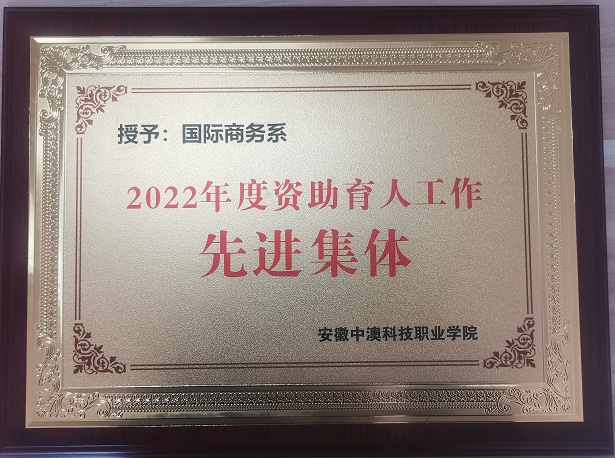 授予：国际商务系
2022年度资助育人工作
先进集体
安徽中澳科技职业学院